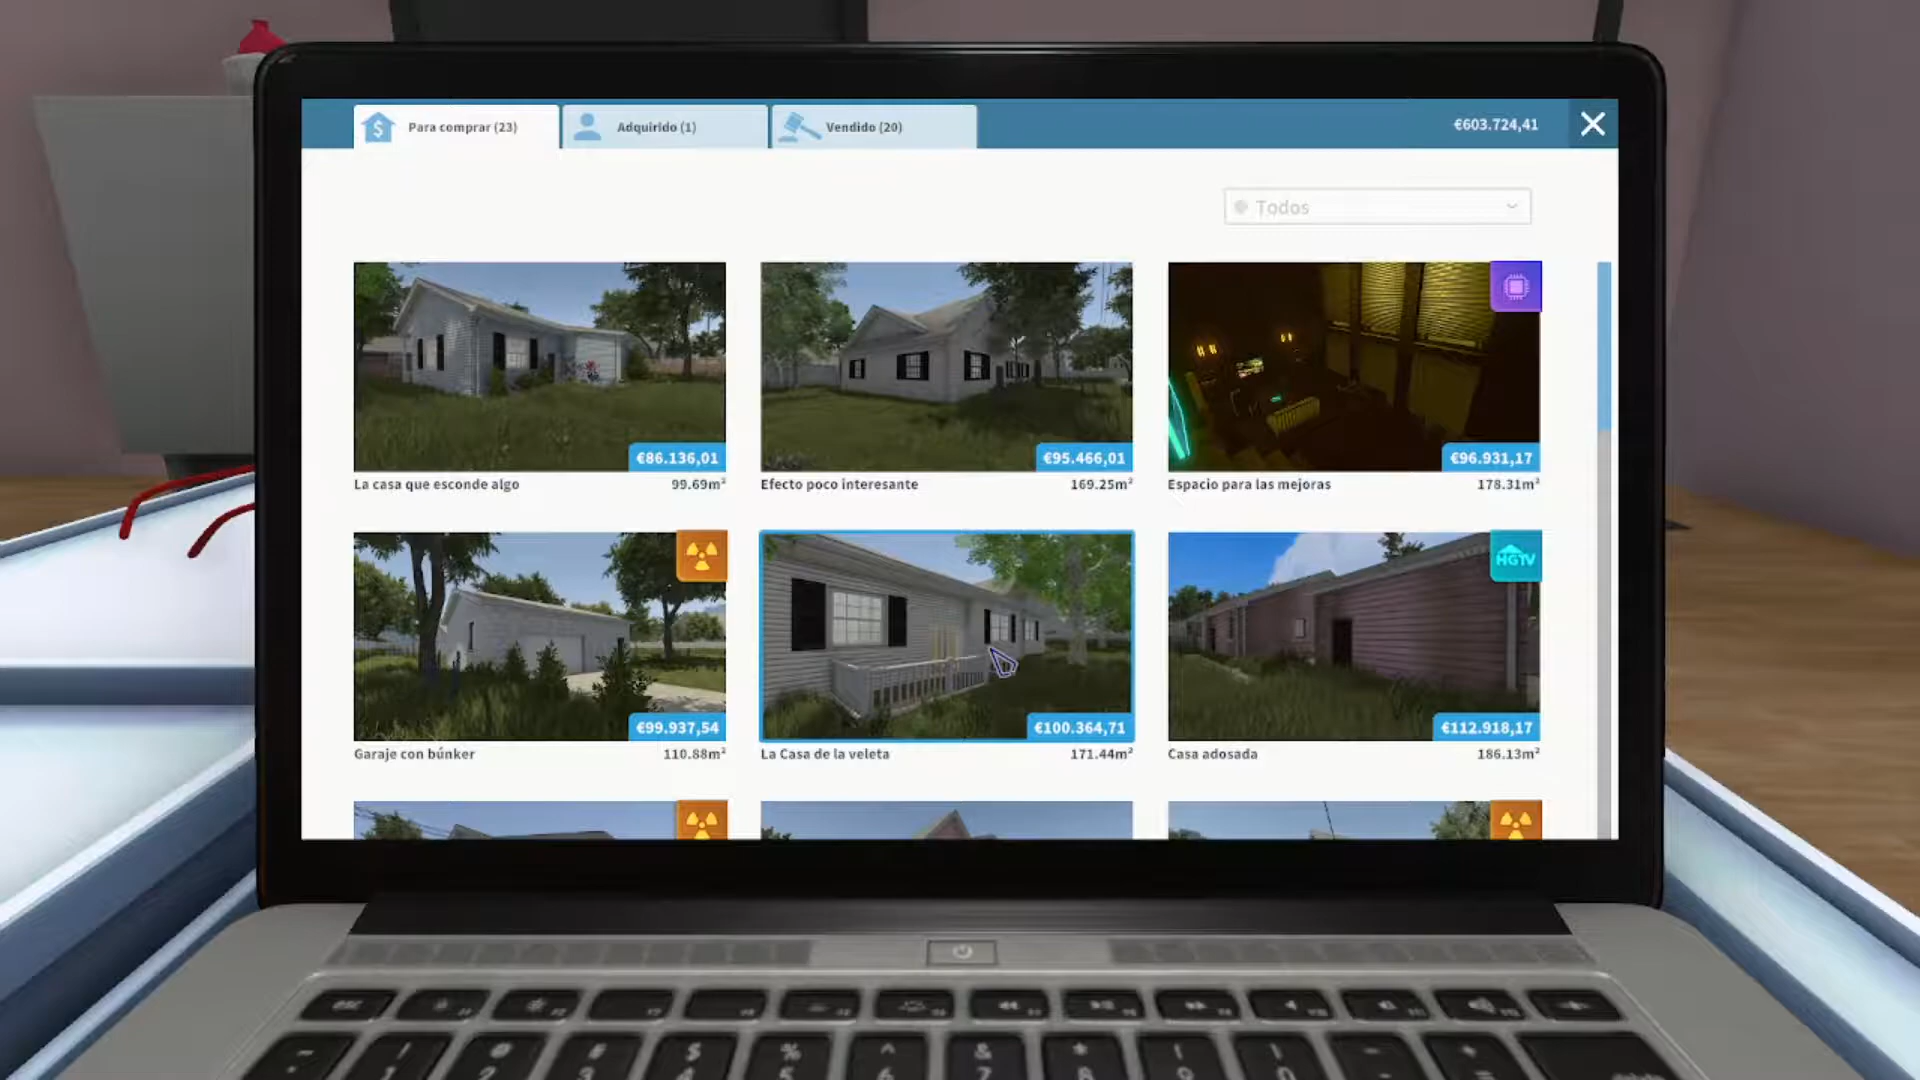 Para comprar (23)
Adquirido (1)
Vendido (20)
€603.724,41
Todos
€86.136,01
€95.466,01
€96.931,17
La casa que esconde algo
99.69m²
Efecto poco interesante
169.25m²
Espacio para las mejoras
178.31m²
HGTV
€99.937,54
€100.364,71
€112.918,17
Garaje con búnker
110.88m²
La Casa de la veleta
171.44m²
Casa adosada
186.13m²
esc